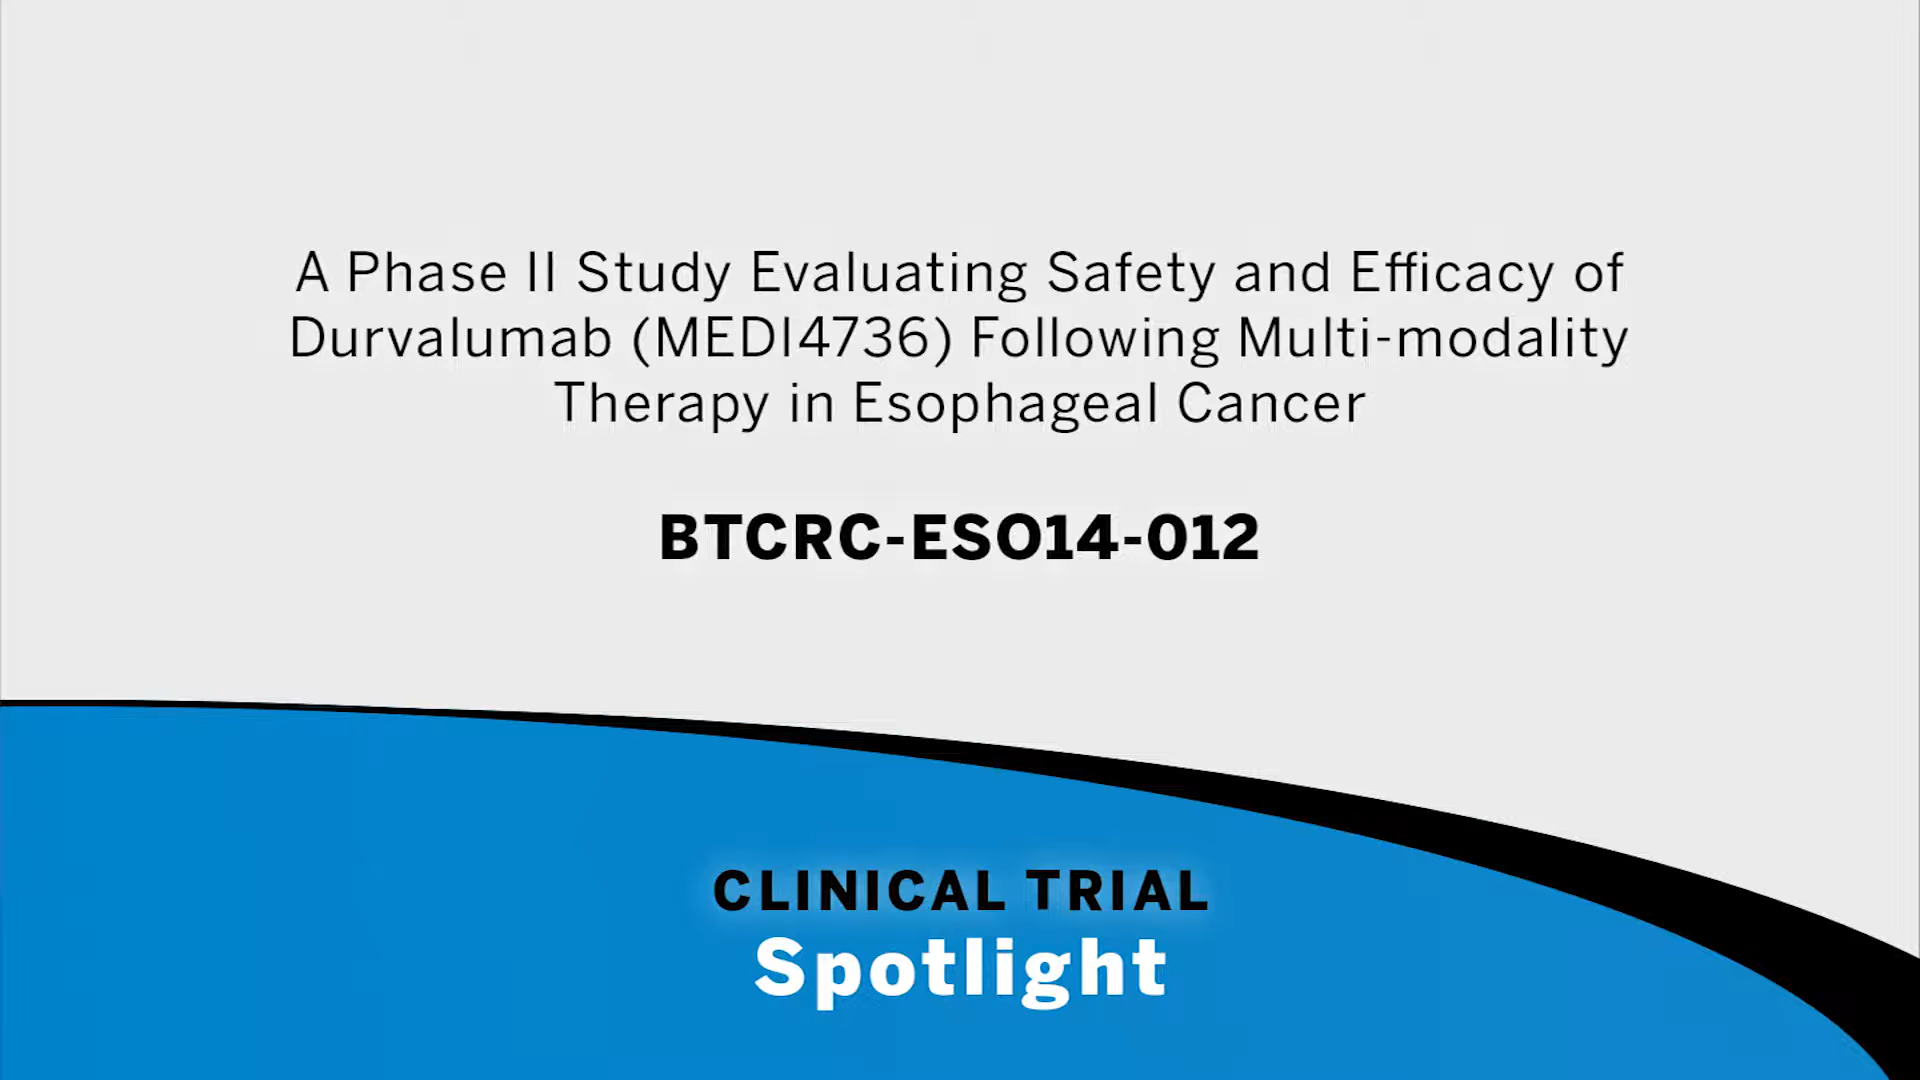 A Phase II Study Evaluating Safety and Efficacy of
Durvalumab (MEDI4736) Following Multi-modality
Therapy in Esophageal Cancer
BTCRC-ESO14-012
CLINICAL TRIAL
Spotlight